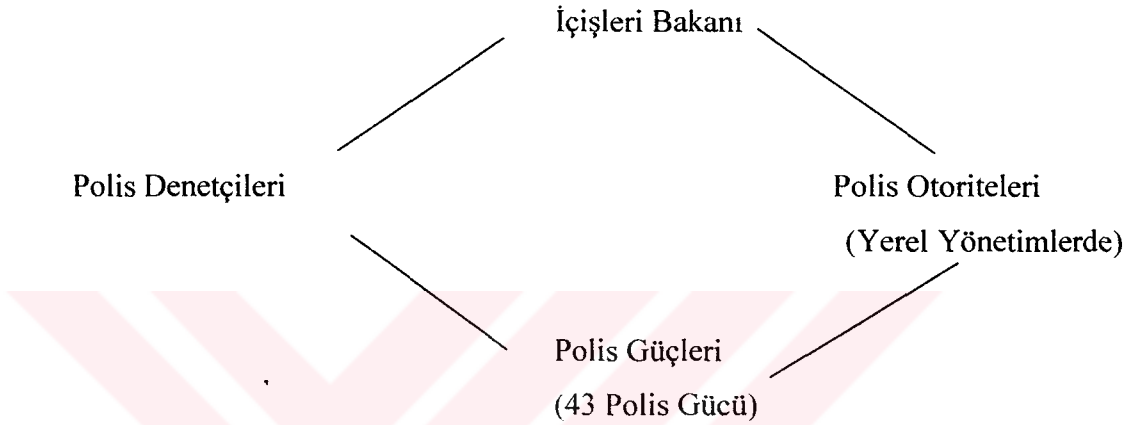 İçişleri Bakanı
Polis Denetçileri
Polis Otoriteleri
(Yerel Yönetimlerde)
Polis Güçleri
(43 Polis Gücü)